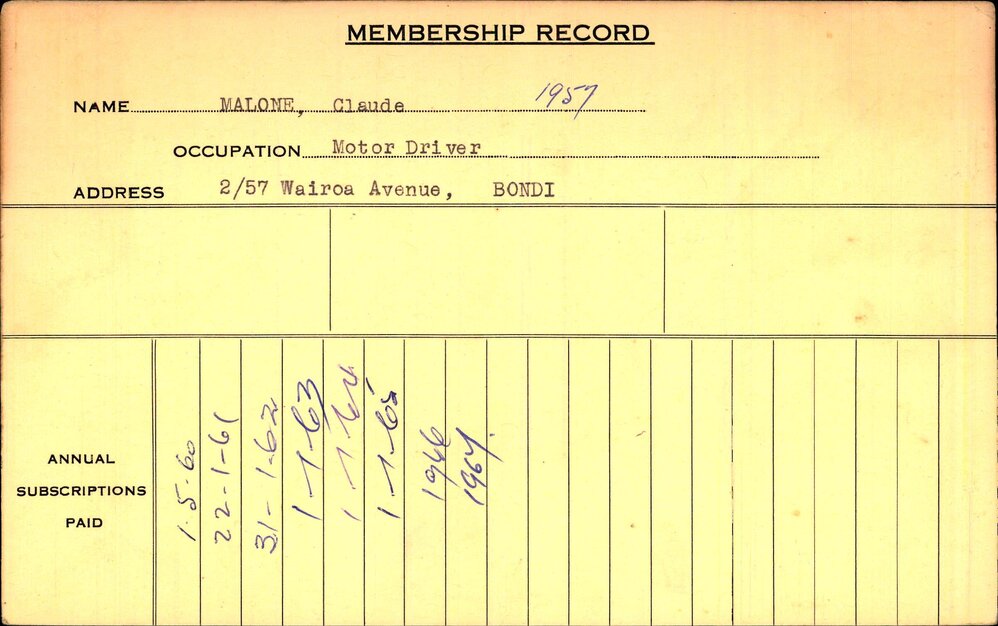 MEMBERSHIP RECORD
NAME MALONE, Claude 1957
OCCUPATION Motor Driver
ADDRESS 2/57 Wairoa Avenue, BONDI
ANNUAL
SUBSCRIPTIONS
PAID
1.5.60
22-1-61
31-1-62
1-1-63
1-1-64
1-1-65
1966
1967.